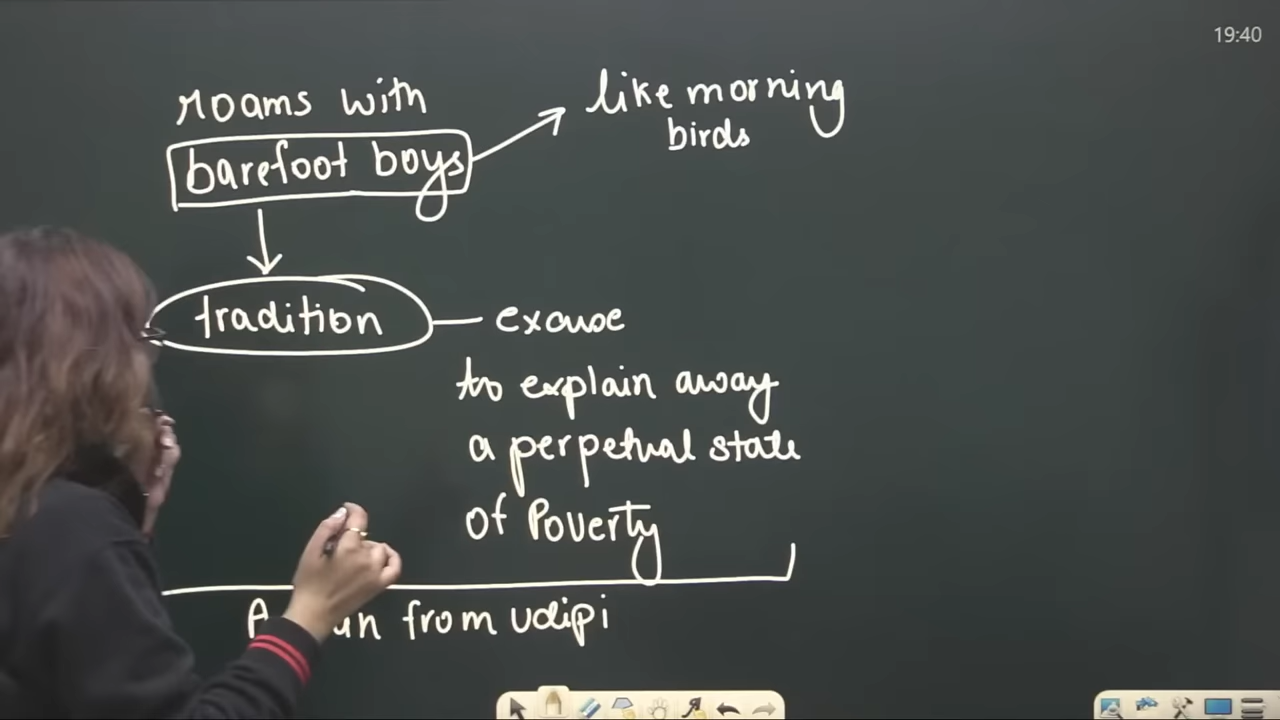 19:40
roams with
barefoot boys
like morning
birds
tradition
excuse
to explain away
a perpetual state
of Poverty
from Udipi